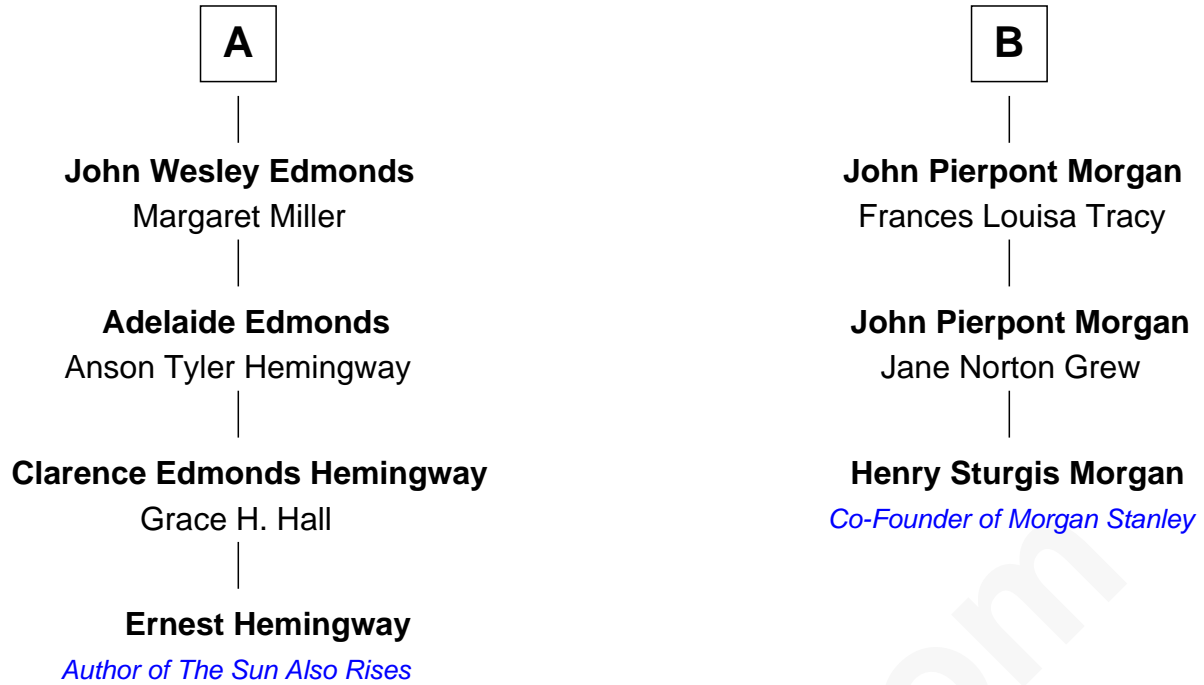 A
John Wesley Edmonds
Margaret Miller
Adelaide Edmonds
Anson Tyler Hemingway
Clarence Edmonds Hemingway
Grace H. Hall
Ernest Hemingway
Author of The Sun Also Rises
B
John Pierpont Morgan
Frances Louisa Tracy
John Pierpont Morgan
Jane Norton Grew
Henry Sturgis Morgan
Co-Founder of Morgan Stanley
om